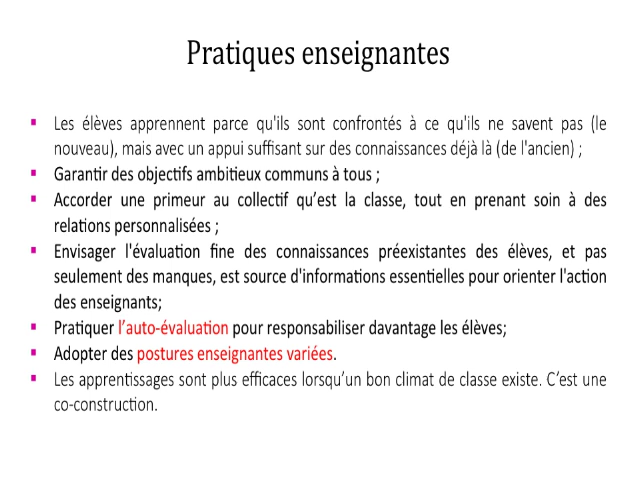 Pratiques enseignantes
▪ Les élèves apprennent parce qu'ils sont confrontés à ce qu'ils ne savent pas (le
nouveau), mais avec un appui suffisant sur des connaissances déjà là (de l'ancien) ;
▪ Garantir des objectifs ambitieux communs à tous ;
▪ Accorder une primeur au collectif qu’est la classe, tout en prenant soin à des
relations personnalisées ;
▪ Envisager l'évaluation fine des connaissances préexistantes des élèves, et pas
seulement des manques, est source d'informations essentielles pour orienter l'action
des enseignants;
▪ Pratiquer l’auto-évaluation pour responsabiliser davantage les élèves;
▪ Adopter des postures enseignantes variées.
▪ Les apprentissages sont plus efficaces lorsqu’un bon climat de classe existe. C’est une
co-construction.